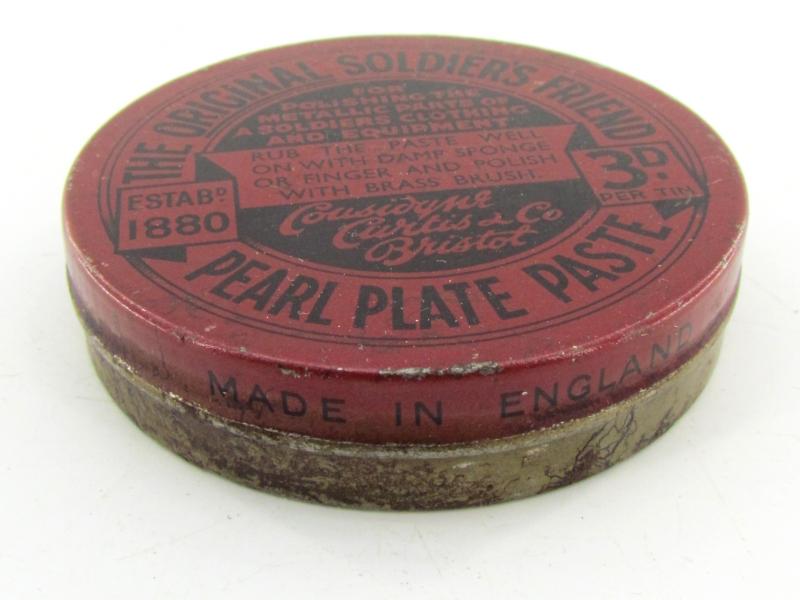 THE ORIGINAL SOLDIER'S FRIEND
FOR
POLISHING THE
METALLIC PARTS OF
A SOLDIERS CLOTHING
AND EQUIPMENT
RUB THE PASTE WELL
ON WITH DAMP SPONGE
OR FINGER AND POLISH
WITH BRASS BRUSH.
ESTABD.
1880
3D.
PER TIN
Considyne
Curtis & Co
Bristol
PEARL PLATE PASTE
MADE IN ENGLAND